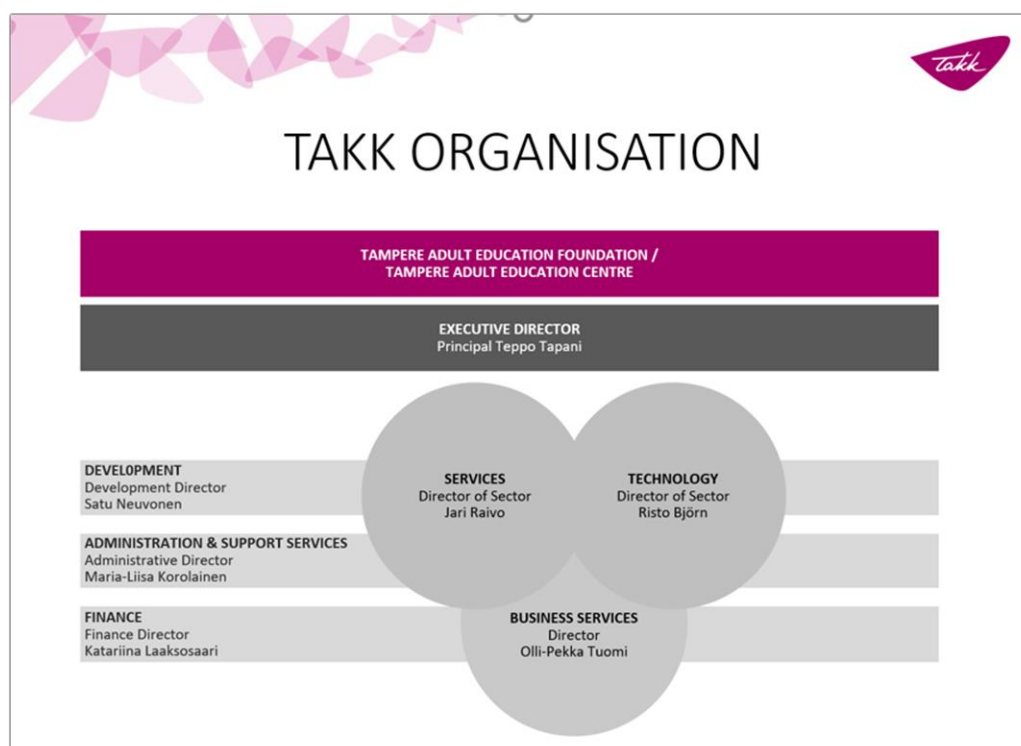 takk
TAKK ORGANISATION
TAMPERE ADULT EDUCATION FOUNDATION /
TAMPERE ADULT EDUCATION CENTRE
EXECUTIVE DIRECTOR
Principal Teppo Tapani
DEVEL0PMENT
Development Director
Satu Neuvonen
SERVICES
Director of Sector
Jari Raivo
TECHNOLOGY
Director of Sector
Risto Björn
ADMINISTRATION & SUPPORT SERVICES
Administrative Director
Maria-Liisa Korolainen
FINANCE
Finance Director
Katariina Laaksosaari
BUSINESS SERVICES
Director
Olli-Pekka Tuomi